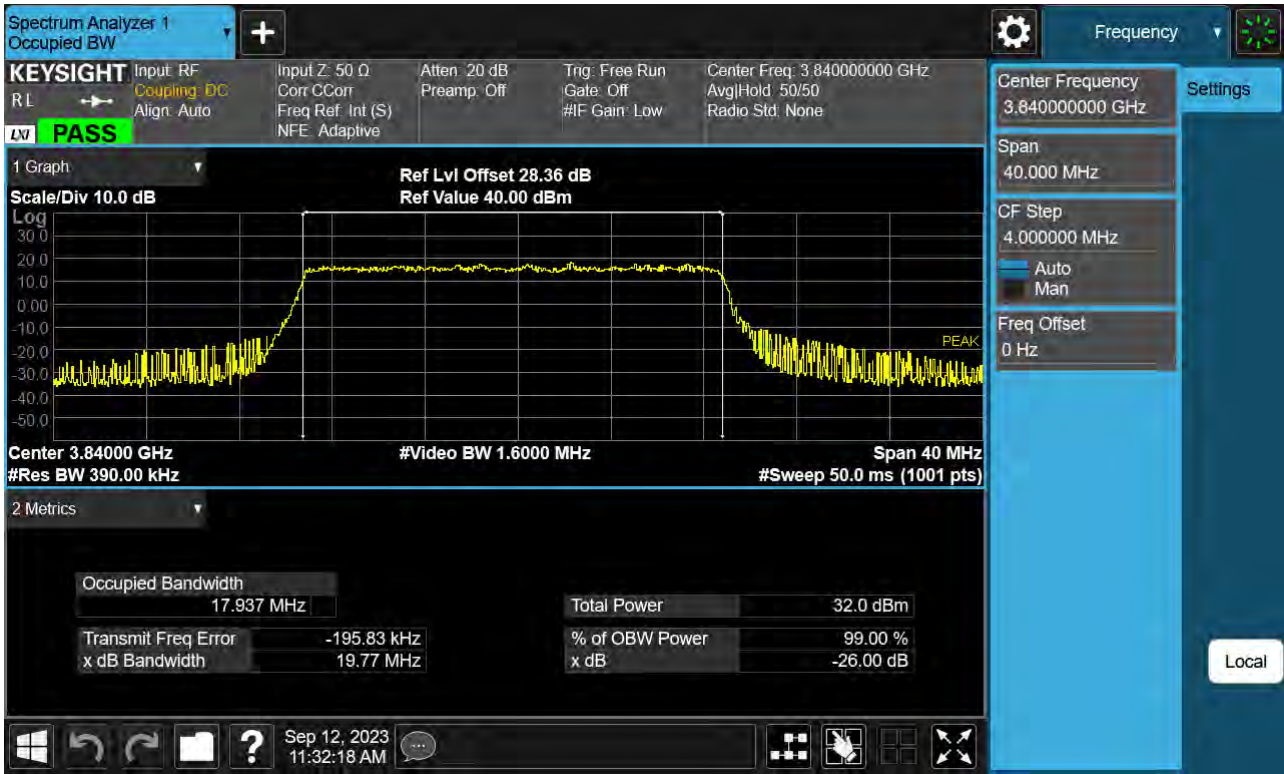 Spectrum Analyzer 1
Occupied BW
+
Frequency
KEYSIGHT
R L
LXI
PASS
Input: RF
Coupling: DC
Align: Auto
Input Z: 50 Ω
Corr CCorr
Freq Ref: Int (S)
NFE: Adaptive
Atten: 20 dB
Preamp: Off
Trig: Free Run
Gate: Off
#IF Gain: Low
Center Freq: 3.840000000 GHz
Avg|Hold: 50/50
Radio Std: None
Center Frequency
3.840000000 GHz
Settings
Span
40.000 MHz
CF Step
4.000000 MHz
Auto
Man
Freq Offset
0 Hz
1 Graph
Scale/Div 10.0 dB
Ref Lvl Offset 28.36 dB
Ref Value 40.00 dBm
Log
30.0
20.0
10.0
0.00
-10.0
-20.0
-30.0
-40.0
-50.0
PEAK
Center 3.84000 GHz
#Video BW 1.6000 MHz
Span 40 MHz
#Res BW 390.00 kHz
#Sweep 50.0 ms (1001 pts)
2 Metrics
Occupied Bandwidth
17.937 MHz
Total Power 32.0 dBm
Transmit Freq Error -195.83 kHz
% of OBW Power 99.00 %
x dB Bandwidth 19.77 MHz
x dB -26.00 dB
Local
?
Sep 12, 2023
11:32:18 AM